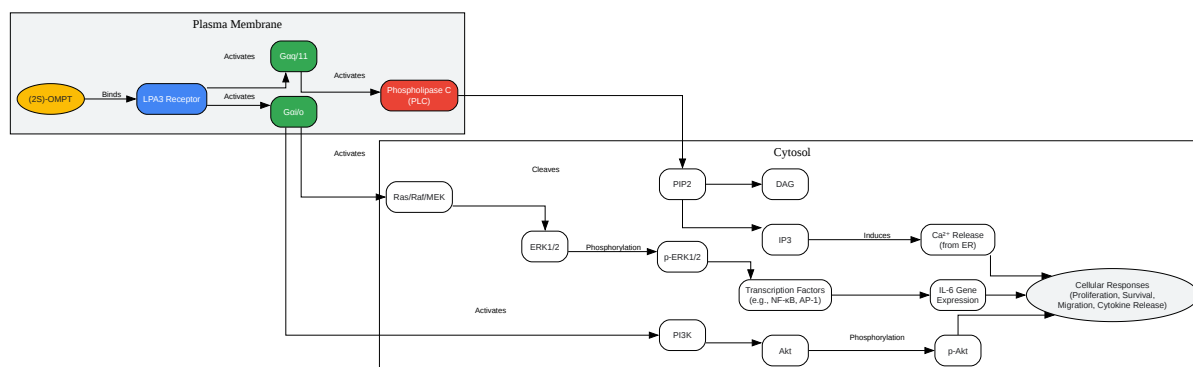 Plasma Membrane
Activates
Gαq/11
Activates
(2S)-OMPT
Binds
LPA3 Receptor
Activates
Gαi/o
Phospholipase C
(PLC)
Activates
Cytosol
Cleaves
Ras/Raf/MEK
PIP2
DAG
ERK1/2
Phosphorylation
p-ERK1/2
IP3
Induces
Ca²⁺ Release
(from ER)
Transcription Factors
(e.g., NF-κB, AP-1)
IL-6 Gene
Expression
Cellular Responses
(Proliferation, Survival,
Migration, Cytokine Release)
Activates
PI3K
Akt
Phosphorylation
p-Akt